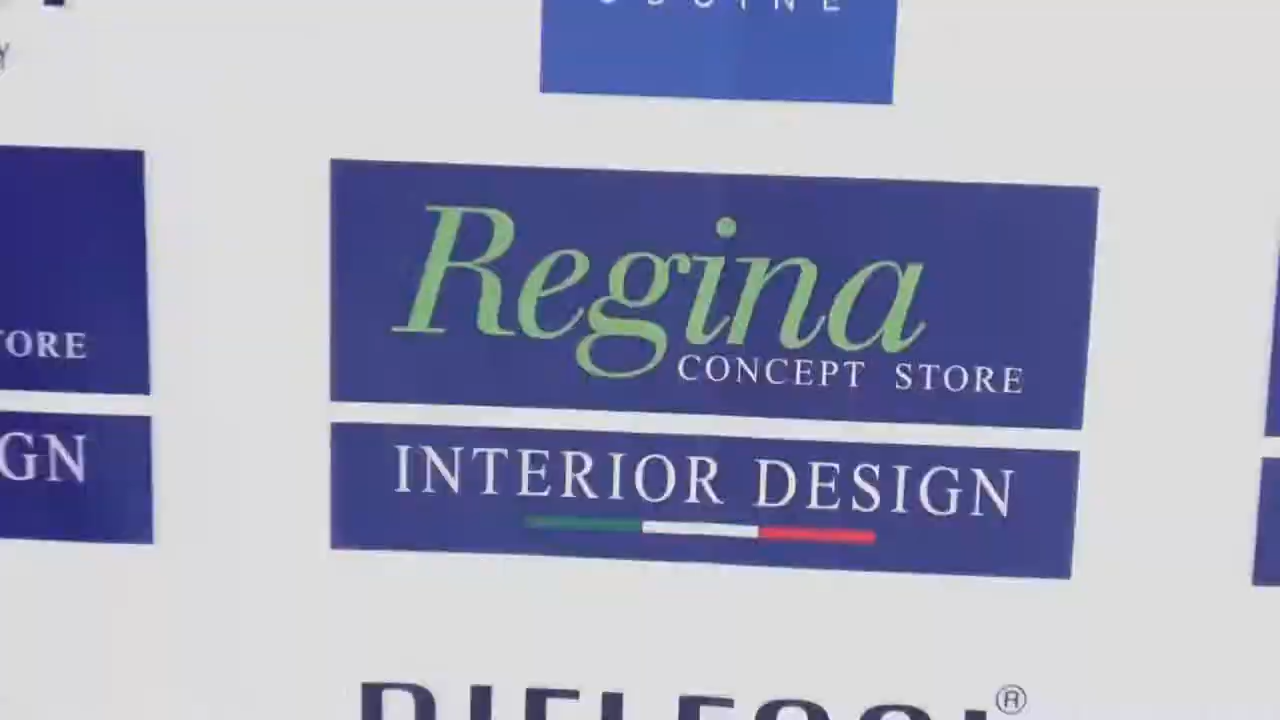 Regina
CONCEPT STORE
INTERIOR DESIGN
ORE
GN
®